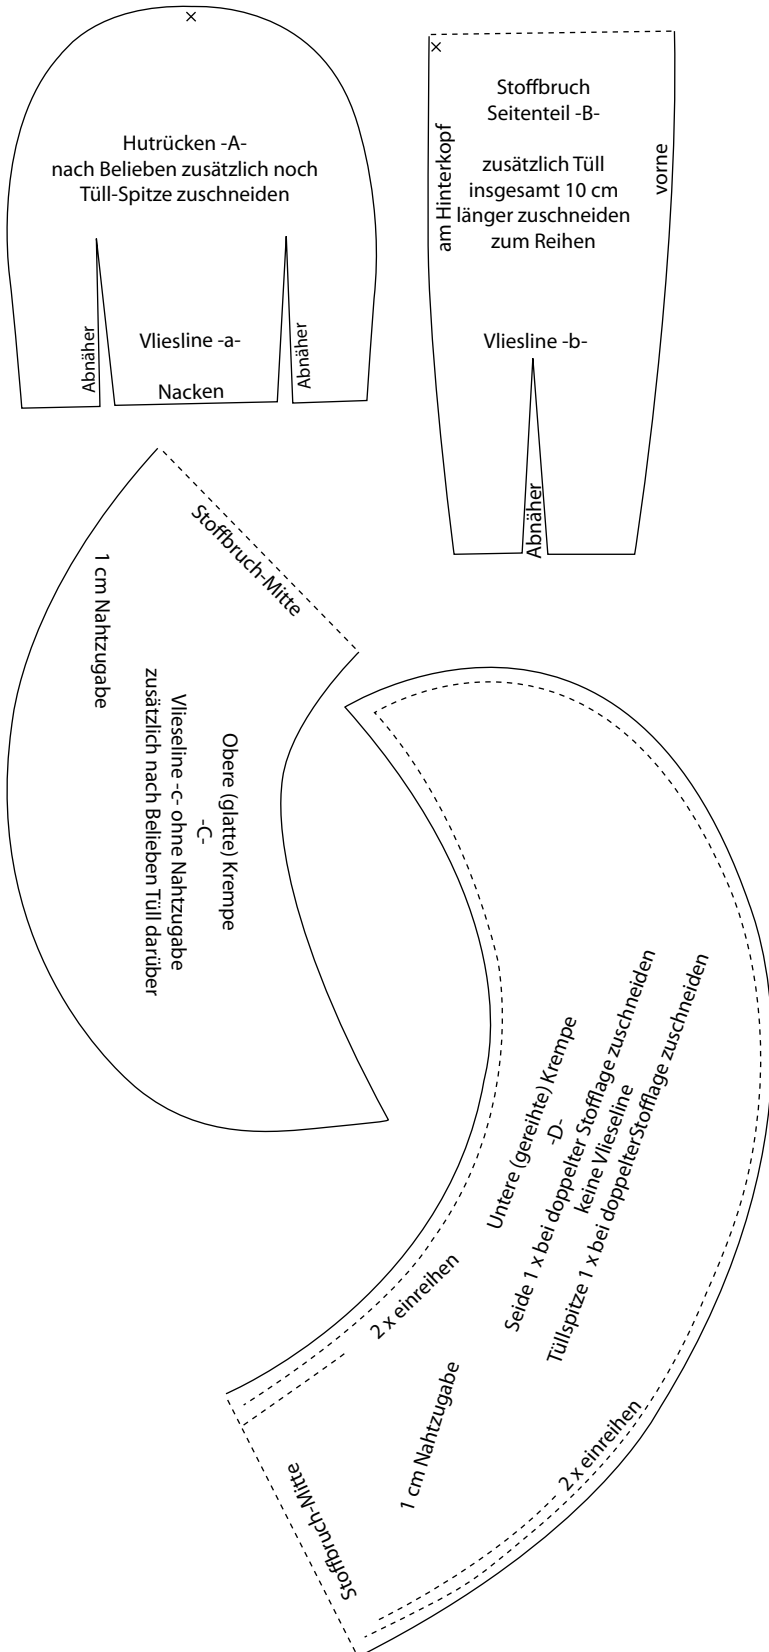 ×
Hutrücken -A-
nach Belieben zusätzlich noch
Tüll-Spitze zuschneiden
Abnäher
Vliesline -a-
Abnäher
Nacken
×
Stoffbruch
Seitenteil -B-
am Hinterkopf
vorne
zusätzlich Tüll
insgesamt 10 cm
länger zuschneiden
zum Reihen
Vliesline -b-
Abnäher
Stoffbruch-Mitte
1 cm Nahtzugabe
Obere (glatte) Krempe
-C-
Vlieseline -c- ohne Nahtzugabe
zusätzlich nach Belieben Tüll darüber
Untere (gereihte) Krempe
-D-
Seide 1 x bei doppelter Stofflage zuschneiden
keine Vlieseline
Tüllspitze 1 x bei doppelterStofflage zuschneiden
2 x einreihen
1 cm Nahtzugabe
2 x einreihen
Stoffbruch-Mitte